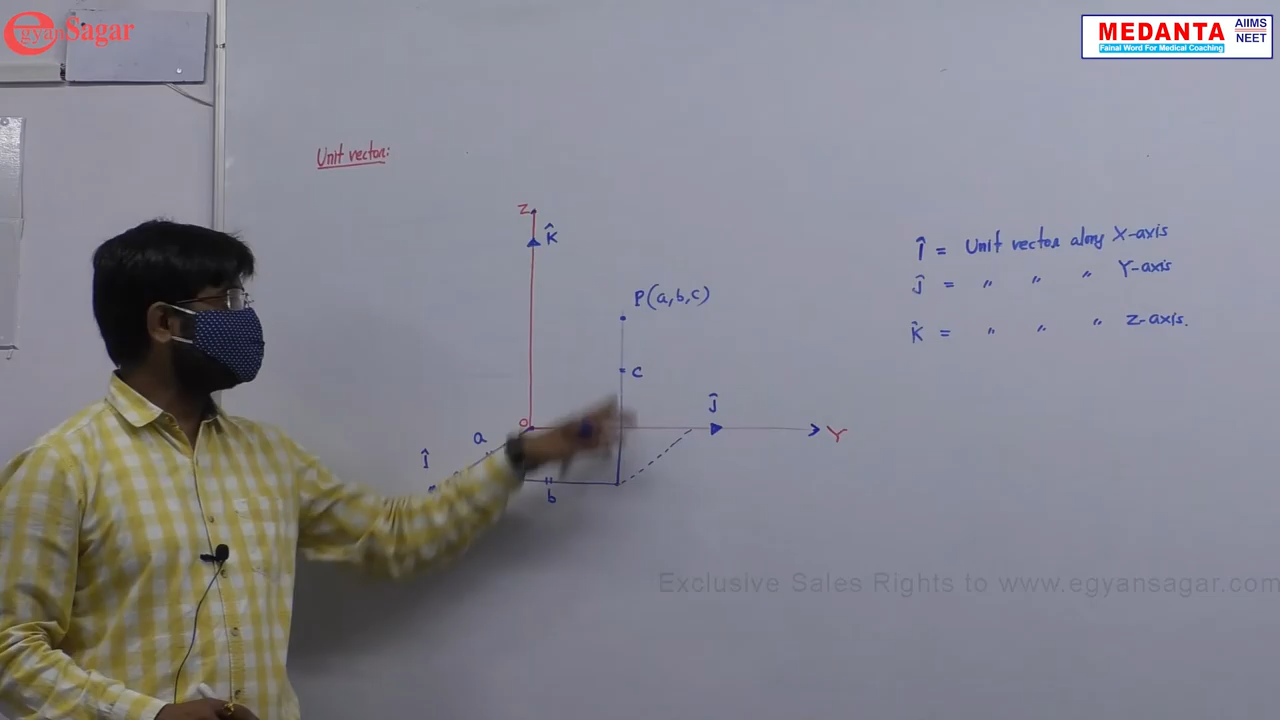 egyanSagar
MEDANTA
Fainal Word For Medical Coaching
AIIMS
NEET
Unit vector:
Z
K̂
P(a,b,c)
c
O
Ĵ
Y
a
Î
b
Î = Unit vector along X-axis
Ĵ = " " " Y-axis
K̂ = " " " Z-axis.
Exclusive Sales Rights to www.egyansagar.com